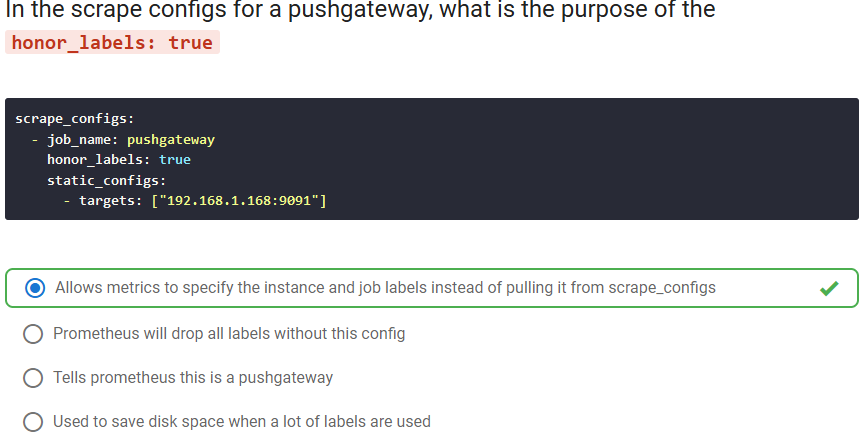 In the scrape configs for a pushgateway, what is the purpose of the
honor_labels: true
scrape_configs:
- job_name: pushgateway
honor_labels: true
static_configs:
- targets: ["192.168.1.168:9091"]
Allows metrics to specify the instance and job labels instead of pulling it from scrape_configs
Prometheus will drop all labels without this config
Tells prometheus this is a pushgateway
Used to save disk space when a lot of labels are used